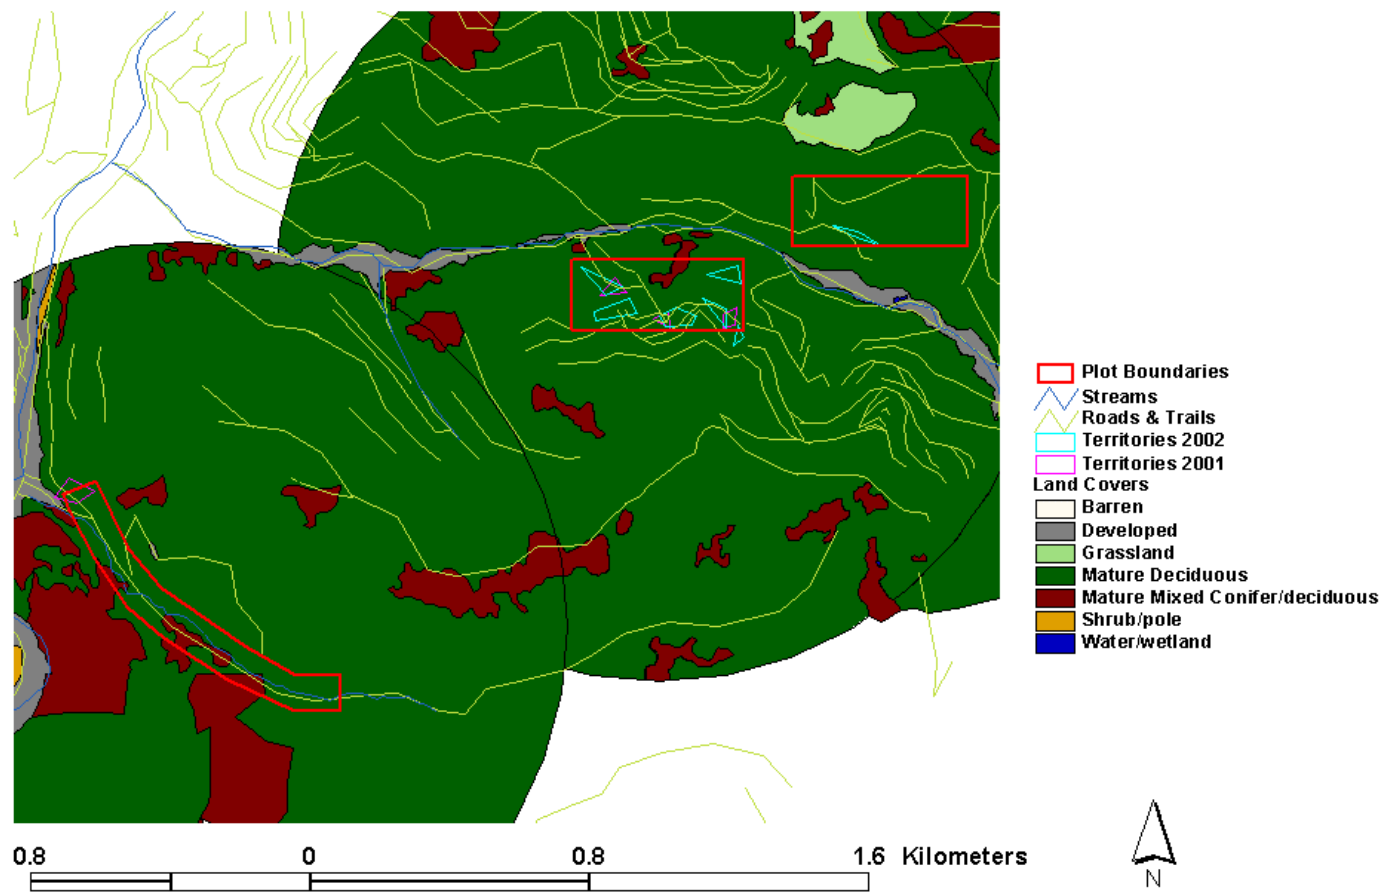 Plot Boundaries
Streams
Roads & Trails
Territories 2002
Territories 2001
Land Covers
Barren
Developed
Grassland
Mature Deciduous
Mature Mixed Conifer/deciduous
Shrub/pole
Water/wetland
0.8 0 0.8 1.6 Kilometers
N